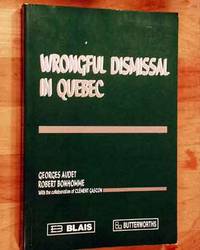 WRONGFUL DISMISSAL
IN QUEBEC
GEORGES AUDET
ROBERT BONHOMME
With the collaboration of CLÉMENT GASCON
BLAIS
BUTTERWORTHS